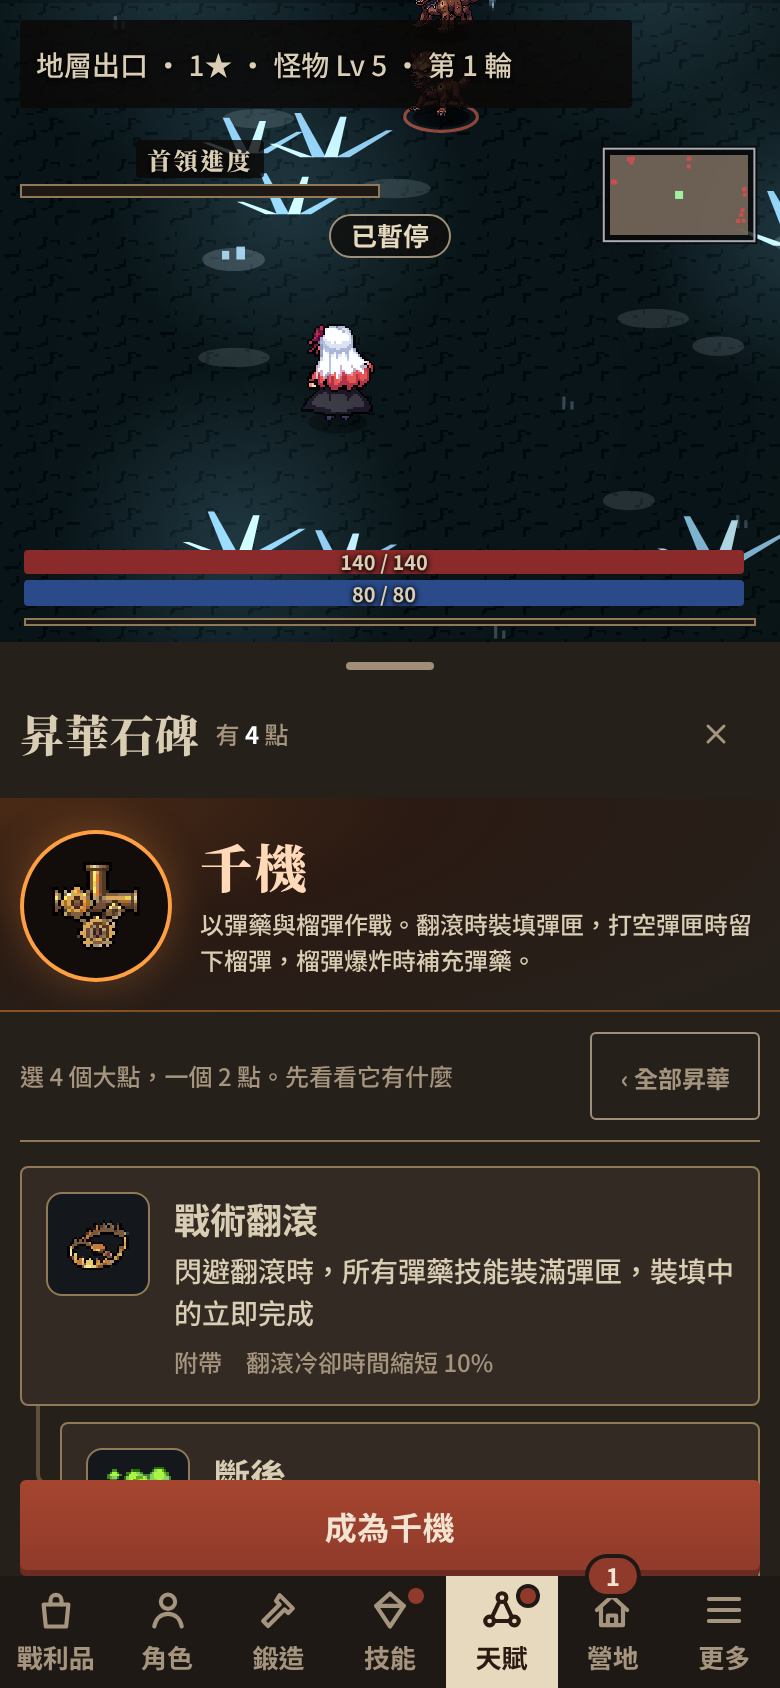 地層出口 · 1★ · 怪物 Lv 5 · 第 1 輪
首領進度
已暫停
140 / 140
80 / 80
昇華石碑 有 4 點 ×
千機
以彈藥與榴彈作戰。翻滾時裝填彈匣，打空彈匣時留
下榴彈，榴彈爆炸時補充彈藥。
選 4 個大點，一個 2 點。先看看它有什麼
‹ 全部昇華
戰術翻滾
閃避翻滾時，所有彈藥技能裝滿彈匣，裝填中
的立即完成
附帶 翻滾冷卻時間縮短 10%
斷後
成為千機
1
戰利品 角色 鍛造 技能 天賦 營地 更多